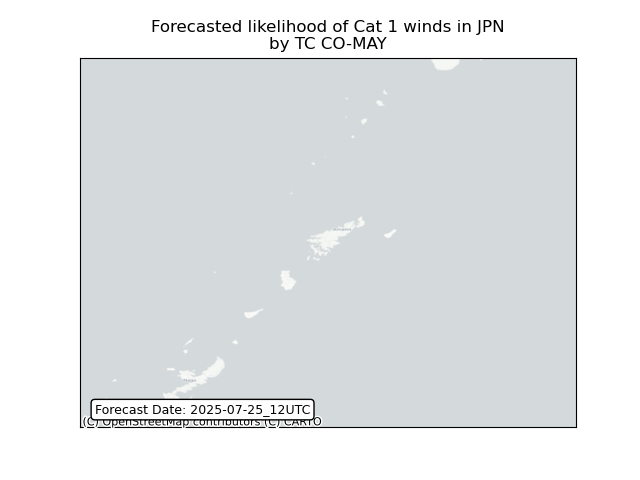 Forecasted likelihood of Cat 1 winds in JPN
by TC CO-MAY
Forecast Date: 2025-07-25_12UTC
(C) OpenStreetMap contributors (C) CARTO